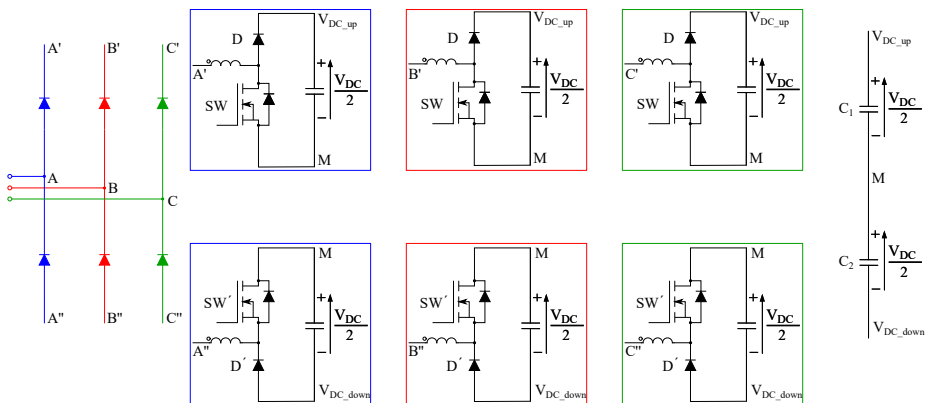 A' B' C'
A
B
C
A" B" C"
V_DC_up
D
A'
SW
+
V_DC
2
−
M
V_DC_up
D
B'
SW
+
V_DC
2
−
M
V_DC_up
D
C'
SW
+
V_DC
2
−
M
M
SW´
+
V_DC
2
−
A"
D´
V_DC_down
M
SW´
+
V_DC
2
−
B"
D´
V_DC_down
M
SW´
+
V_DC
2
−
C"
D´
V_DC_down
V_DC_up
+
C₁
V_DC
2
−
M
+
C₂
V_DC
2
−
V_DC_down